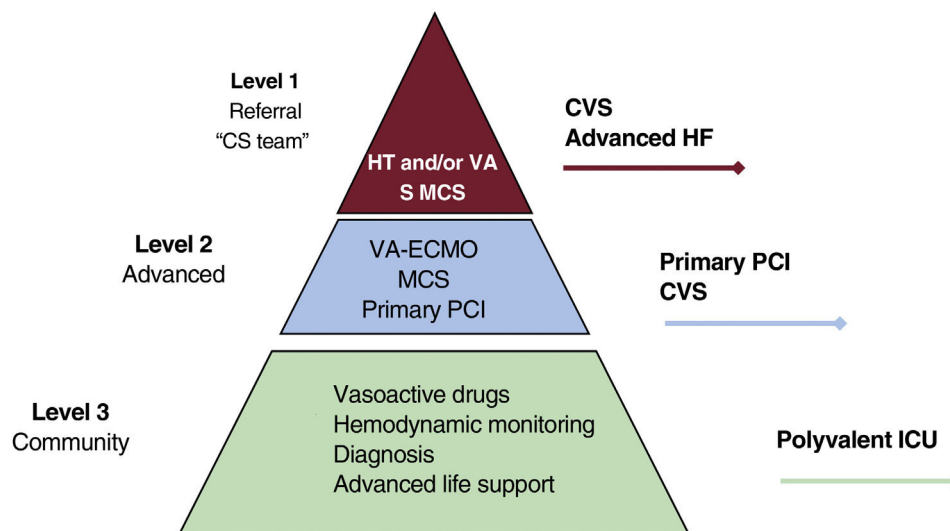 Level 1
Referral
“CS team”
HT and/or VA
S MCS
CVS
Advanced HF
Level 2
Advanced
VA-ECMO
MCS
Primary PCI
Primary PCI
CVS
Level 3
Community
Vasoactive drugs
Hemodynamic monitoring
Diagnosis
Advanced life support
Polyvalent ICU